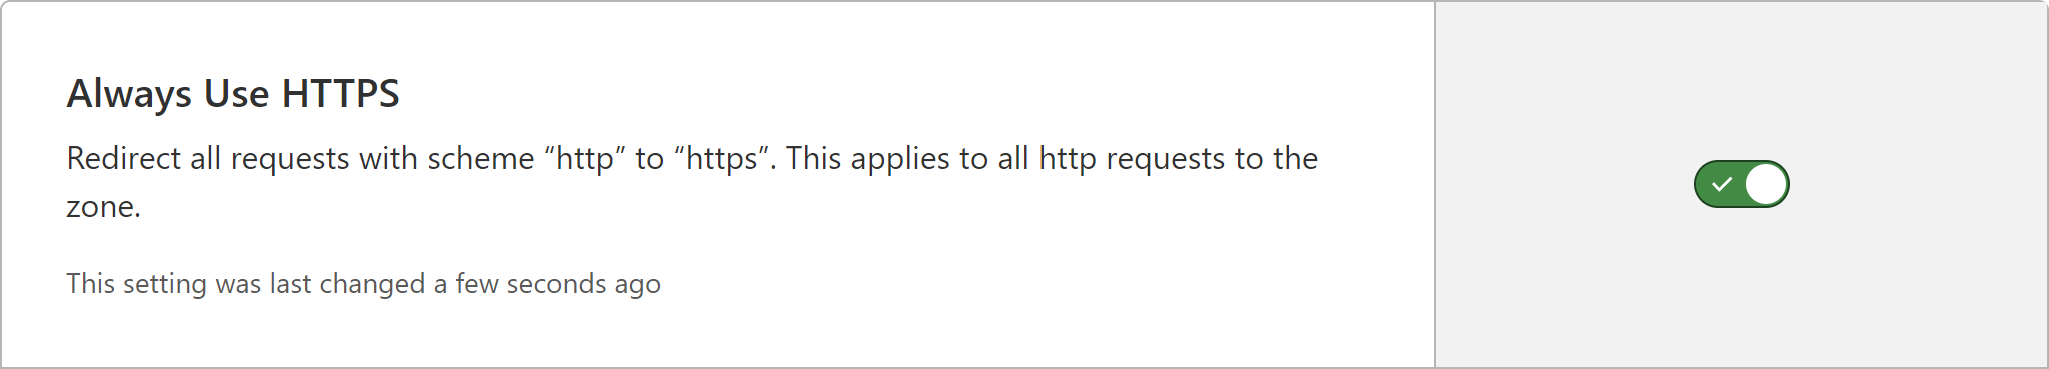 Always Use HTTPS
Redirect all requests with scheme “http” to “https”. This applies to all http requests to the
zone.
This setting was last changed a few seconds ago